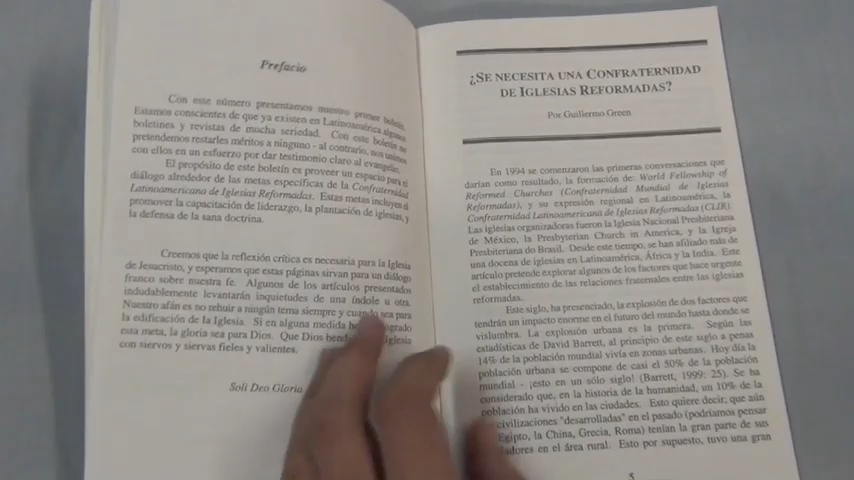 Prefacio
Con este número presentamos nuestro primer boletín.
Estamos conscientes de que ya existen en Latinoamérica algunos
boletines y revistas de mucha seriedad. Con este boletín no
pretendemos restarles méritos a ninguno - al contrario, nos unimos
con ellos en un esfuerzo por dar testimonio claro al evangelio.
El propósito de este boletín es proveer un espacio para el
diálogo alrededor de las metas específicas de la Confraternidad
Latinoamericana de Iglesias Reformadas. Estas metas incluyen el
promover la capacitación de liderazgo, la plantación de iglesias, y
la defensa de la sana doctrina.
Creemos que la reflexión crítica es necesaria para la Iglesia
de Jesucristo, y esperamos que estas páginas sirvan para un diálogo
franco sobre nuestra fe. Algunos de los artículos presentados
indudablemente levantarán inquietudes de una índole u otra.
Nuestro afán es no rehuir a ningún tema siempre y cuando sea para
la edificación de la Iglesia. Si en alguna medida
esta meta, la gloria sea para Dios. Que Dios Iglesia
con siervos y siervas fieles y valientes.
Soli Deo Gloria
¿SE NECESITA UNA CONFRATERNIDAD
DE IGLESIAS REFORMADAS?
Por Guillermo Green
En 1994 se comenzaron las primeras conversaciones que
darían como resultado, la formación de: World Fellowship of
Reformed Churches (Confraternidad Mundial de Iglesias
Reformadas), y su expresión regional en Latinoamérica, la
Confraternidad Latinoamericana de Iglesias Reformadas (CLIR).
Las iglesias organizadoras fueron la Iglesia Nacional Presbiteriana
de México, la Presbyterian Church in America, y la Igreja
Presbiteriana do Brasil. Desde este tiempo, se han afiliado más de
una docena de iglesias en Latinoamérica, África y la India. Este
artículo pretende explorar algunos de los factores que hace urgente
el establecimiento de las relaciones fraternales entre las iglesias
reformadas.
Este siglo, ha presenciado, la explosión de dos factores que
tendrán un impacto enorme en el futuro del mundo hasta donde se
vislumbra. La explosión urbana es la primera. Según las
estadísticas de David Barrett, al principio de este siglo a penas
14% de la población mundial vivía en zonas urbanas. Hoy día la
población urbana se compone de casi el 50% de la población
mundial - ¡esto en un sólo siglo! (Barrett, 1999: 25). Se ha
considerado que, en la historia de la humanidad, un 10% de la
población ha vivido en las ciudades. Esto quiere decir, que aún
civilizaciones "desarrolladas" en el pasado (podríamos pensar
Egipto, la China, Grecia, Roma) tenían la gran parte de sus
en el área rural. Esto por supuesto, tuvo una gran
5